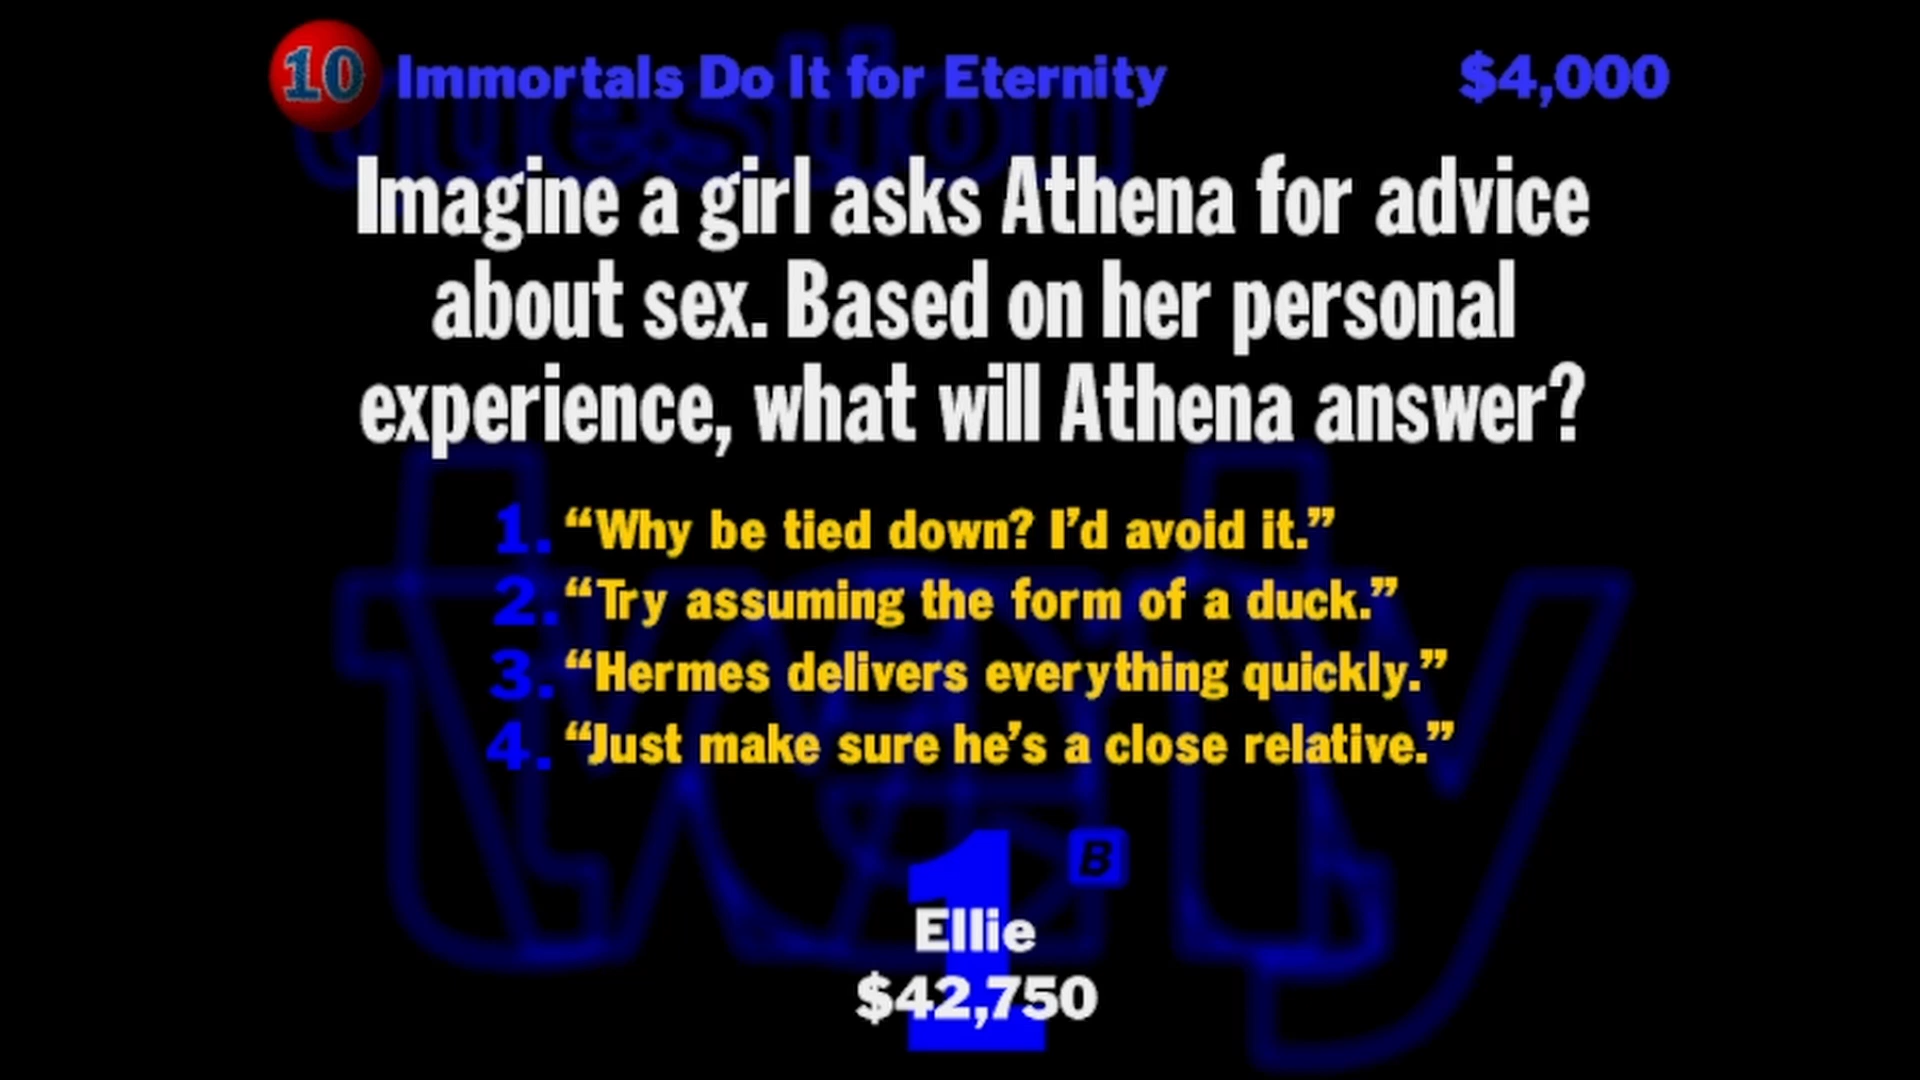 10 Immortals Do It for Eternity $4,000
Imagine a girl asks Athena for advice
about sex. Based on her personal
experience, what will Athena answer?
1. “Why be tied down? I’d avoid it.”
2. “Try assuming the form of a duck.”
3. “Hermes delivers everything quickly.”
4. “Just make sure he’s a close relative.”
1 B
Ellie
$42,750
question